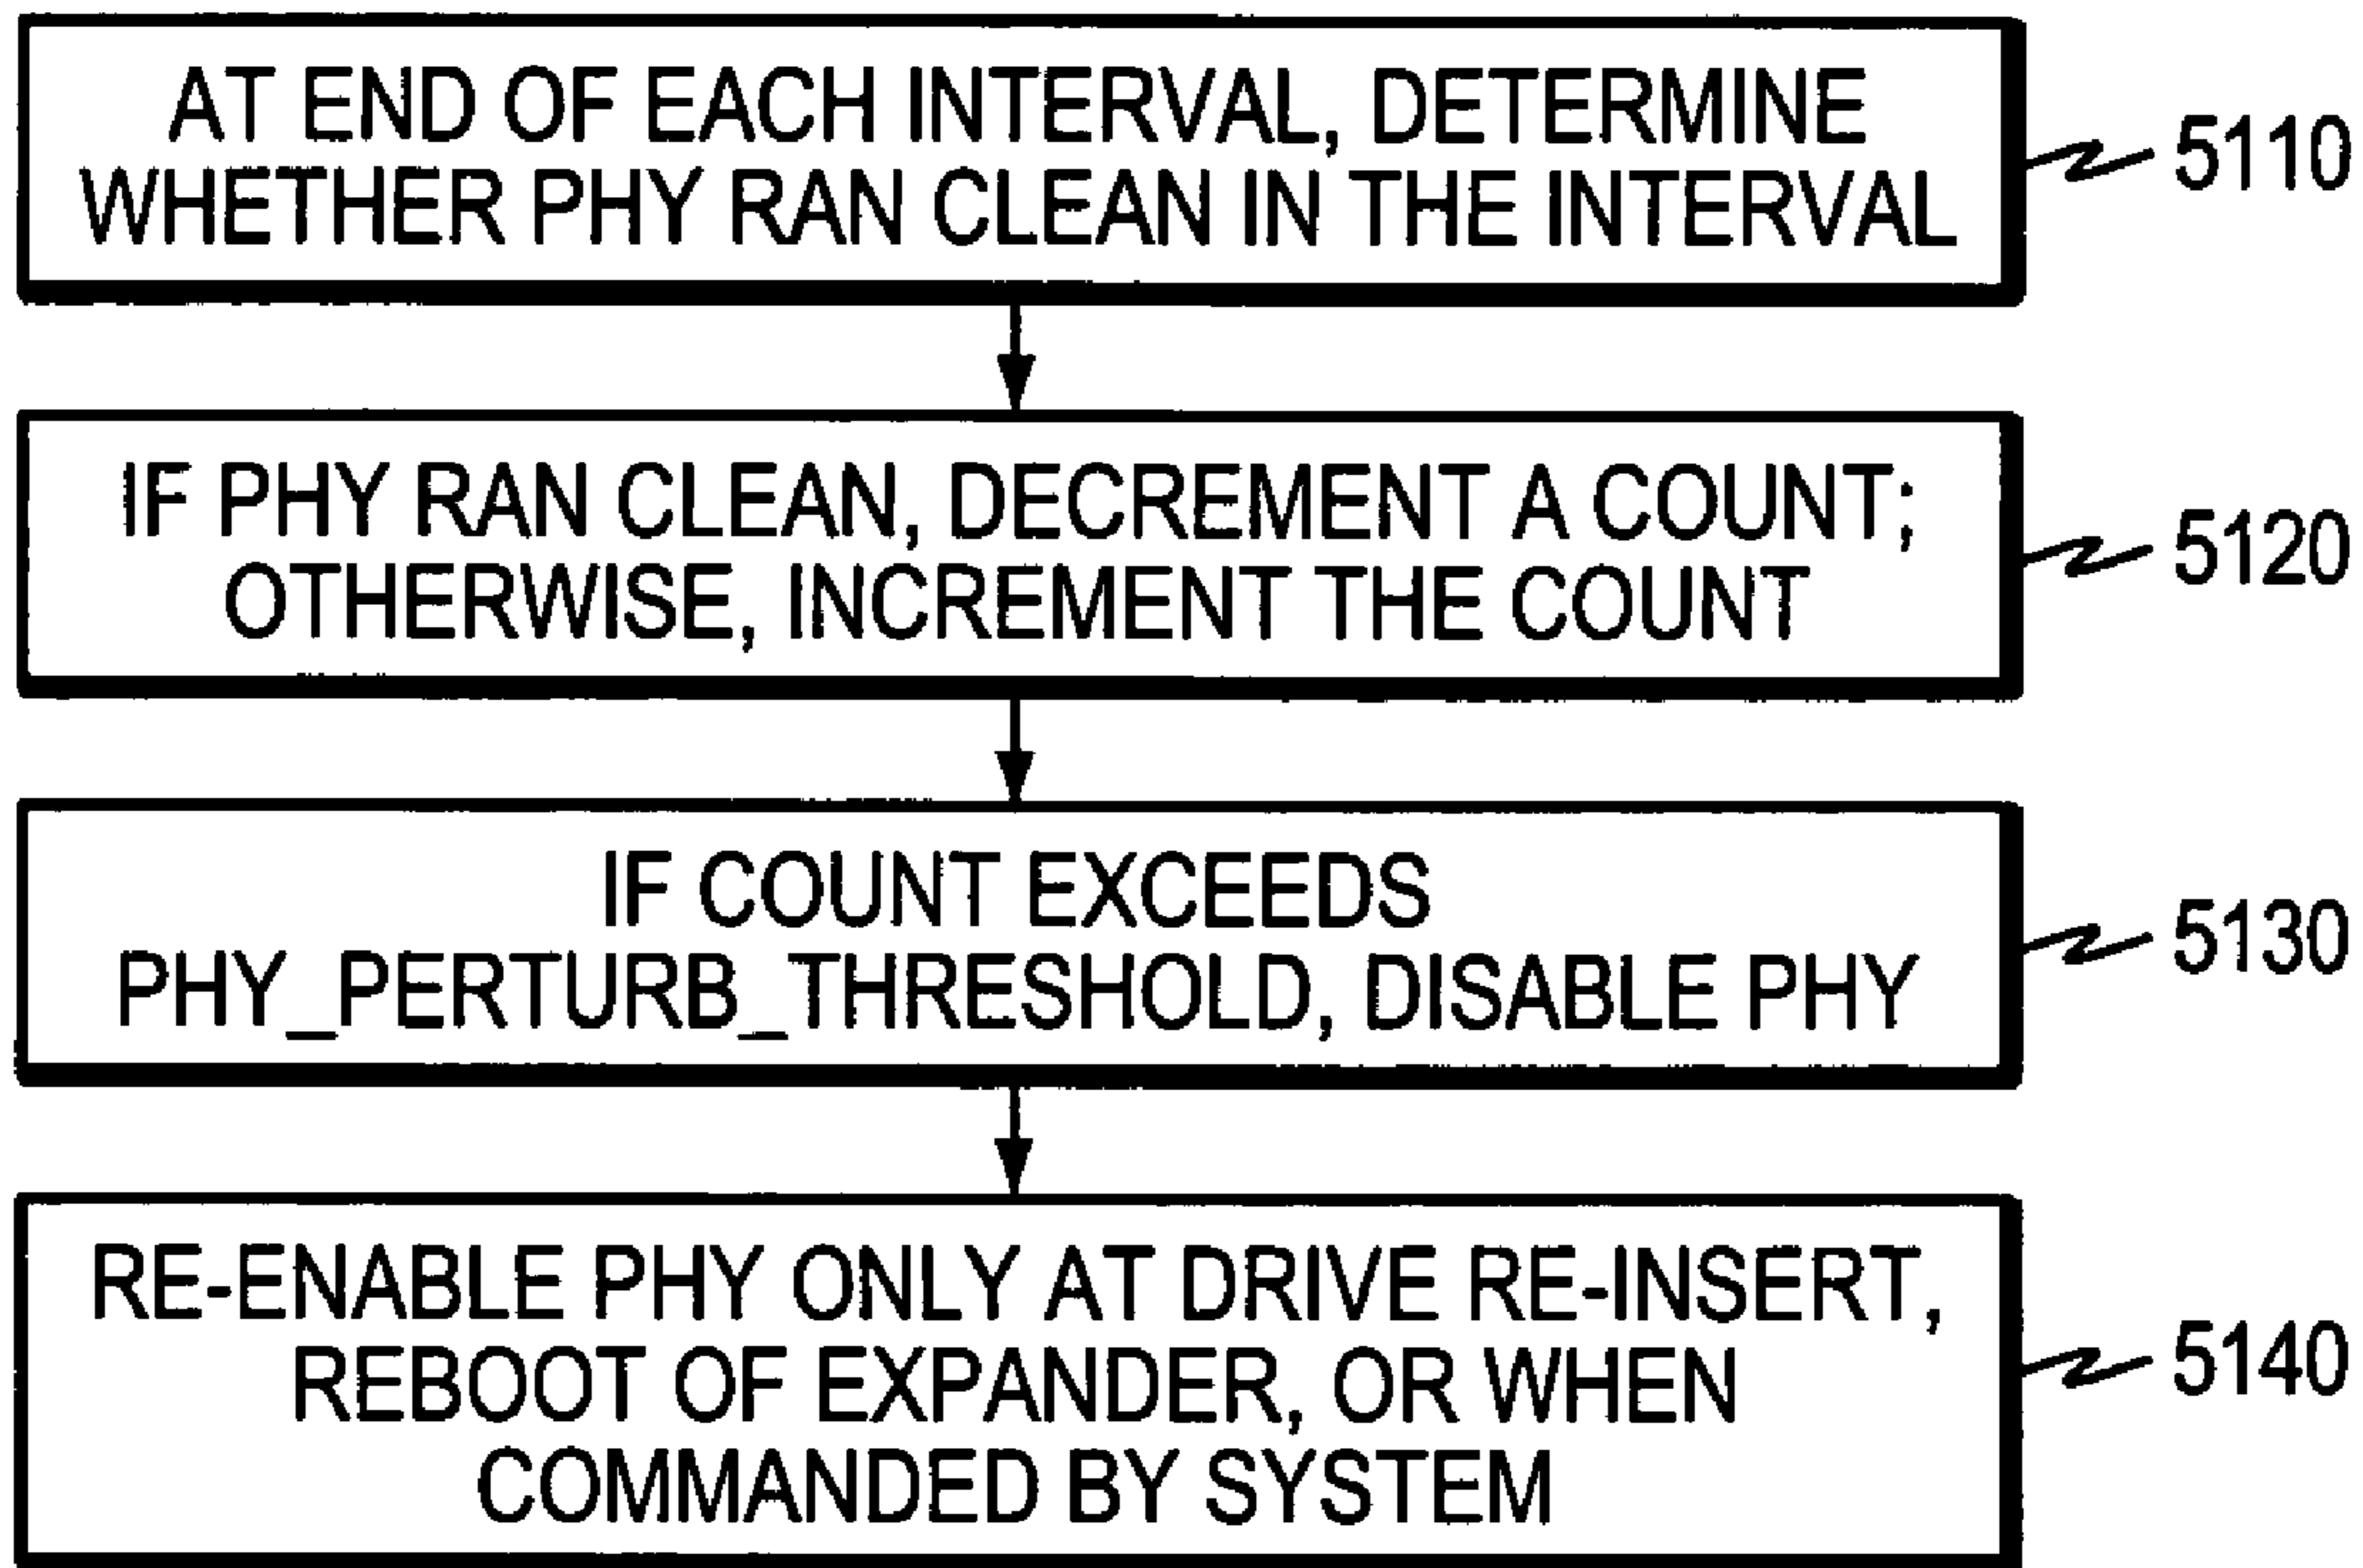 AT END OF EACH INTERVAL, DETERMINE
WHETHER PHY RAN CLEAN IN THE INTERVAL
5110
IF PHY RAN CLEAN, DECREMENT A COUNT;
OTHERWISE, INCREMENT THE COUNT
5120
IF COUNT EXCEEDS
PHY_PERTURB_THRESHOLD, DISABLE PHY
5130
RE-ENABLE PHY ONLY AT DRIVE RE-INSERT,
REBOOT OF EXPANDER, OR WHEN
COMMANDED BY SYSTEM
5140